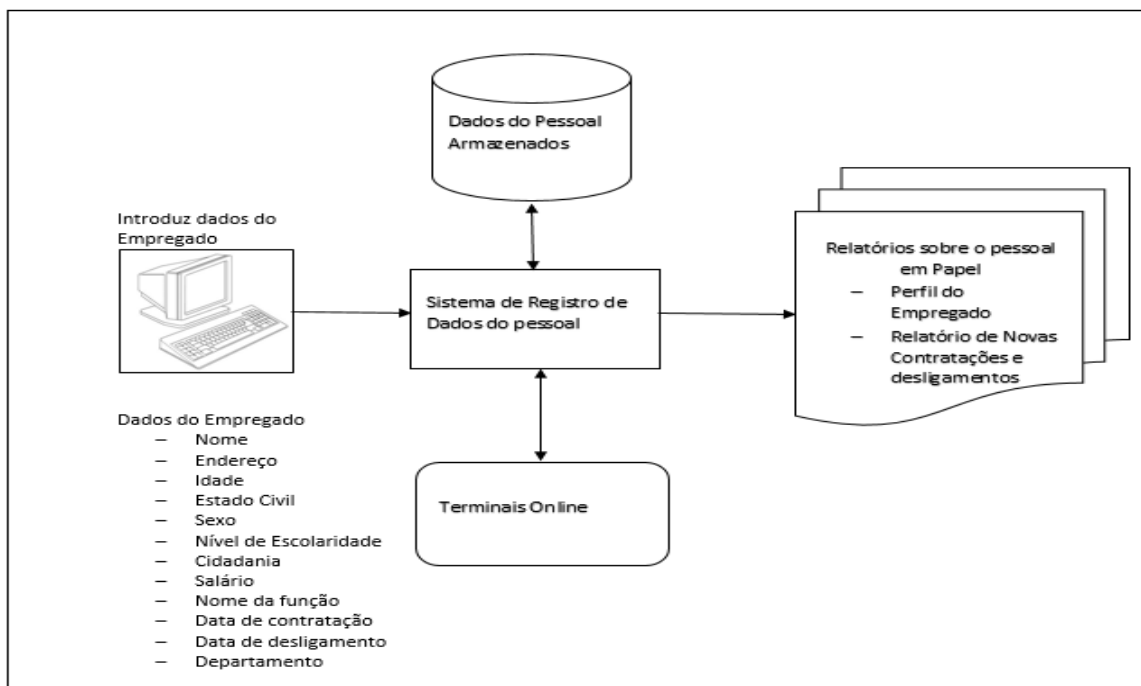 Dados do Pessoal
Armazenados
Introduz dados do
Empregado
Sistema de Registro de
Dados do pessoal
Relatórios sobre o pessoal
em Papel
– Perfil do
Empregado
– Relatório de Novas
Contratações e
desligamentos
Dados do Empregado
– Nome
– Endereço
– Idade
– Estado Civil
– Sexo
– Nível de Escolaridade
– Cidadania
– Salário
– Nome da função
– Data de contratação
– Data de desligamento
– Departamento
Terminais Online